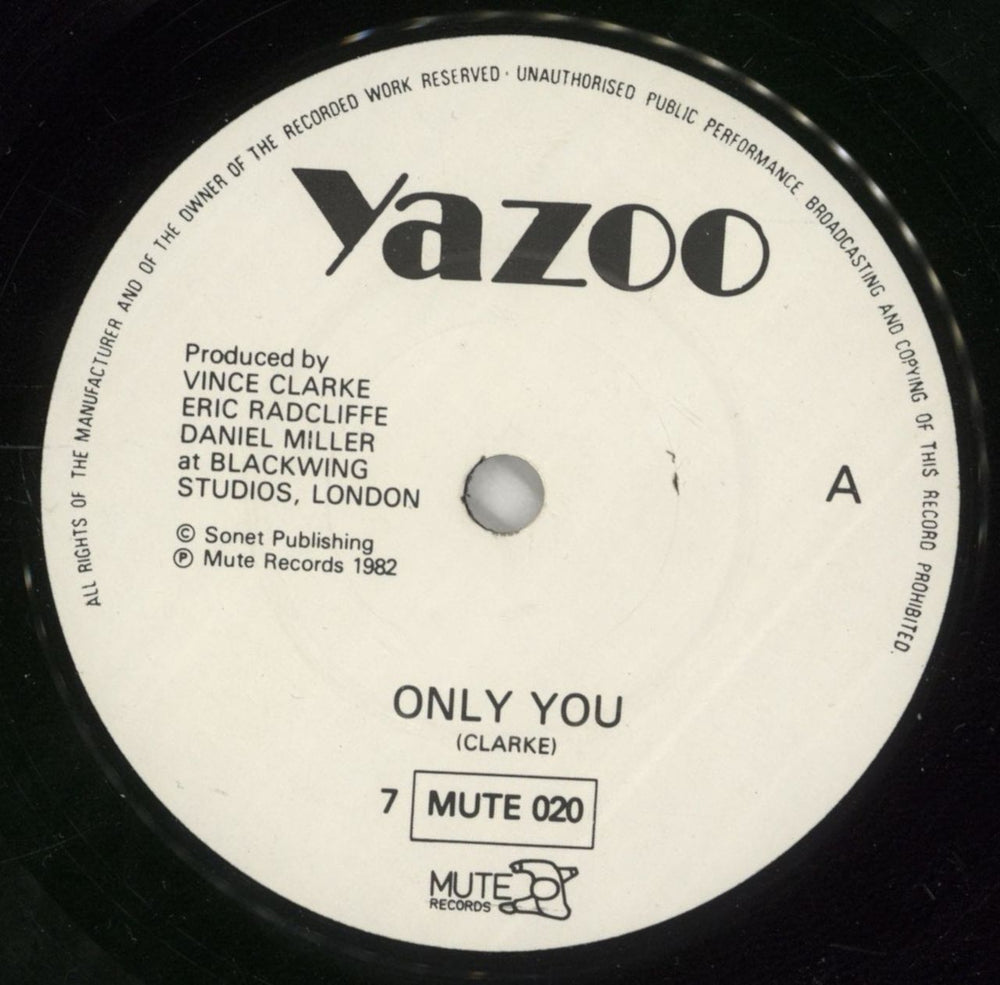 ALL RIGHTS OF THE MANUFACTURER AND OF THE OWNER OF THE RECORDED WORK RESERVED · UNAUTHORISED PUBLIC PERFORMANCE BROADCASTING AND COPYING OF THIS RECORD PROHIBITED.
Yazoo
Produced by
VINCE CLARKE
ERIC RADCLIFFE
DANIEL MILLER
at BLACKWING
STUDIOS, LONDON
© Sonet Publishing
℗ Mute Records 1982
A
ONLY YOU
(CLARKE)
7 MUTE 020
MUTE
RECORDS